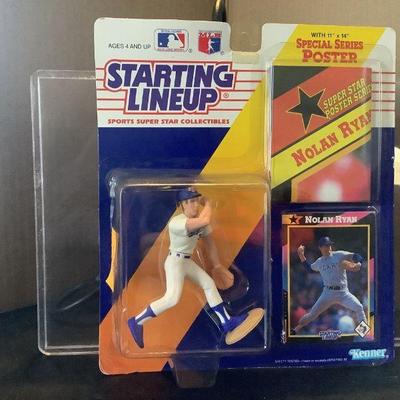 AGES 4 AND UP
STARTING
LINEUP
SPORTS SUPER STAR COLLECTIBLES
WITH 11" x 14"
SPECIAL SERIES
POSTER
SUPER STAR
POSTER SERIES
NOLAN RYAN
NOLAN RYAN
Kenner